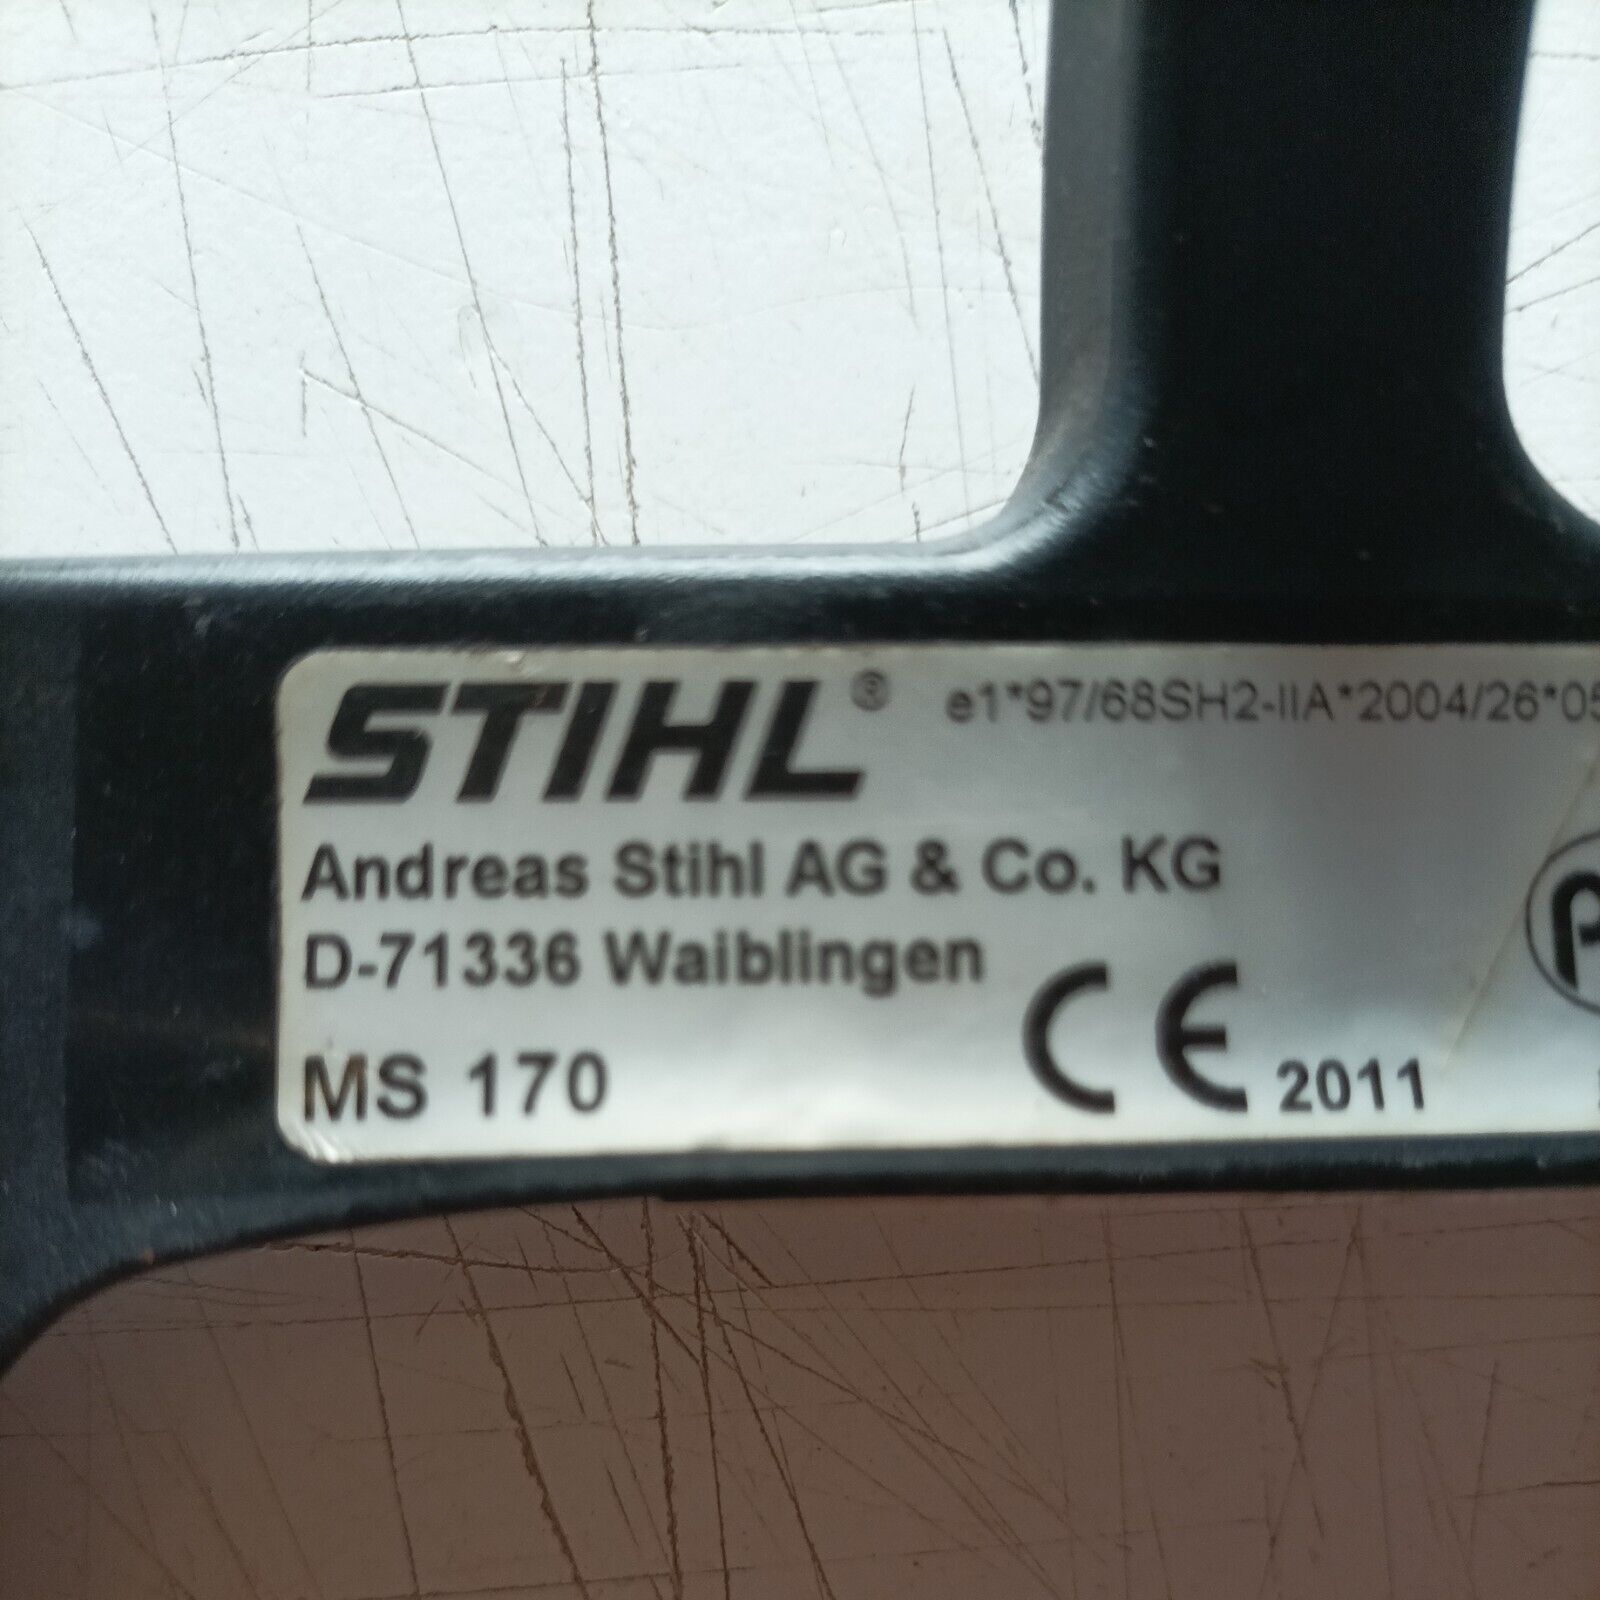 STIHL® e1*97/68SH2-IIA*2004/26*05
Andreas Stihl AG & Co. KG
D-71336 Waiblingen
MS 170 CE 2011